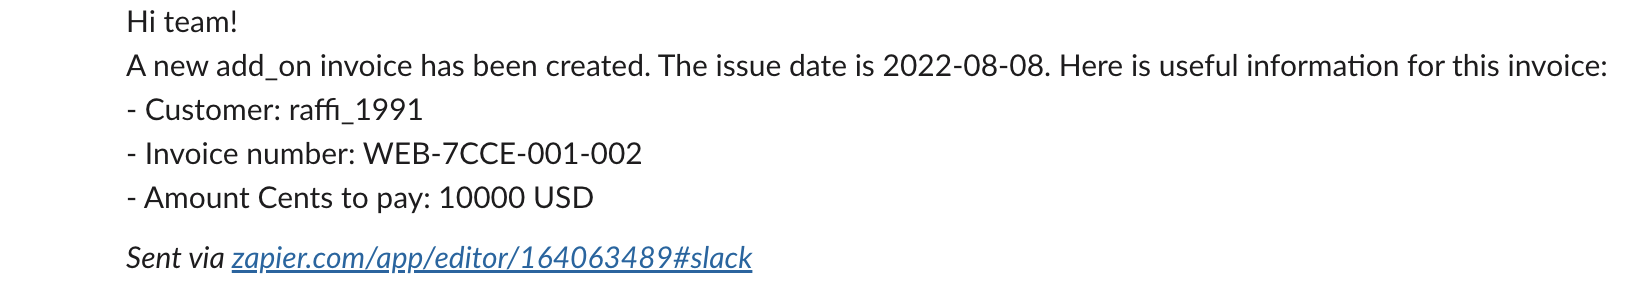 Hi team!
A new add_on invoice has been created. The issue date is 2022-08-08. Here is useful information for this invoice:
- Customer: raffi_1991
- Invoice number: WEB-7CCE-001-002
- Amount Cents to pay: 10000 USD
Sent via zapier.com/app/editor/164063489#slack